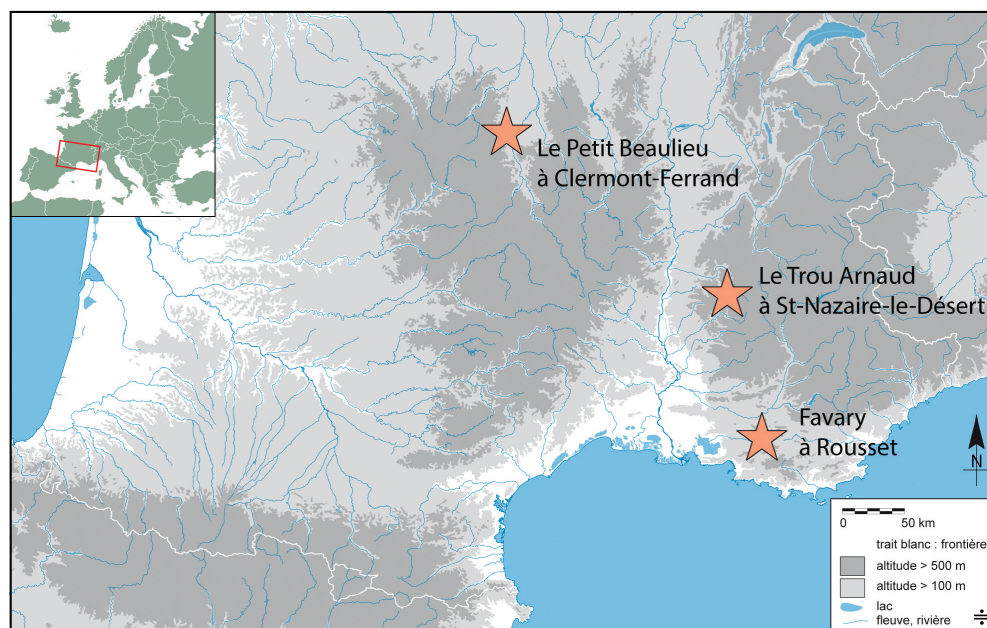 Le Petit Beaulieu
à Clermont-Ferrand
Le Trou Arnaud
à St-Nazaire-le-Désert
Favary
à Rousset
N
0 50 km
trait blanc : frontière
altitude > 500 m
altitude > 100 m
lac
fleuve, rivière